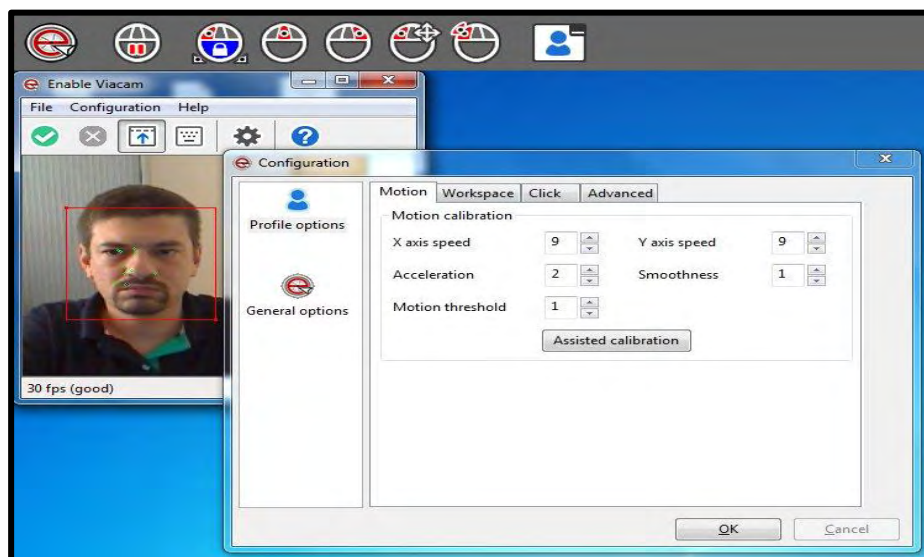 Enable Viacam
File Configuration Help
30 fps (good)
Configuration
Profile options
General options
Motion Workspace Click Advanced
Motion calibration
X axis speed 9 Y axis speed 9
Acceleration 2 Smoothness 1
Motion threshold 1
Assisted calibration
OK Cancel